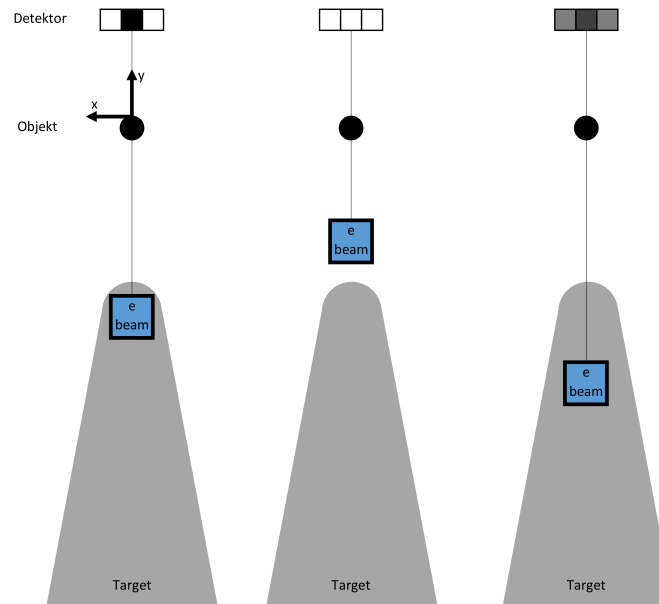 Detektor
y
x
Objekt
e
beam
e
beam
e
beam
Target
Target
Target